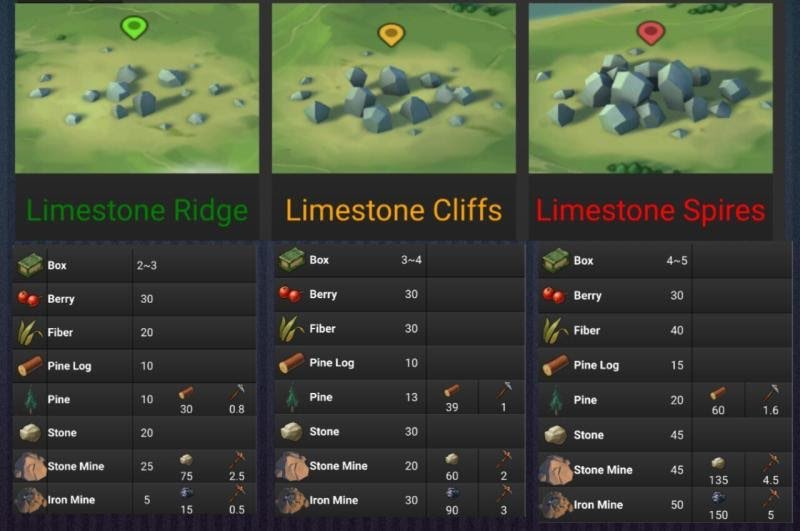 Limestone Ridge
Limestone Cliffs
Limestone Spires
Box 2~3
Berry 30
Fiber 20
Pine Log 10
Pine 10 30 0.8
Stone 20
Stone Mine 25 75 2.5
Iron Mine 5 15 0.5
Box 3~4
Berry 30
Fiber 30
Pine Log 10
Pine 13 39 1
Stone 30
Stone Mine 20 60 2
Iron Mine 30 90 3
Box 4~5
Berry 30
Fiber 40
Pine Log 15
Pine 20 60 1.6
Stone 45
Stone Mine 45 135 4.5
Iron Mine 50 150 5